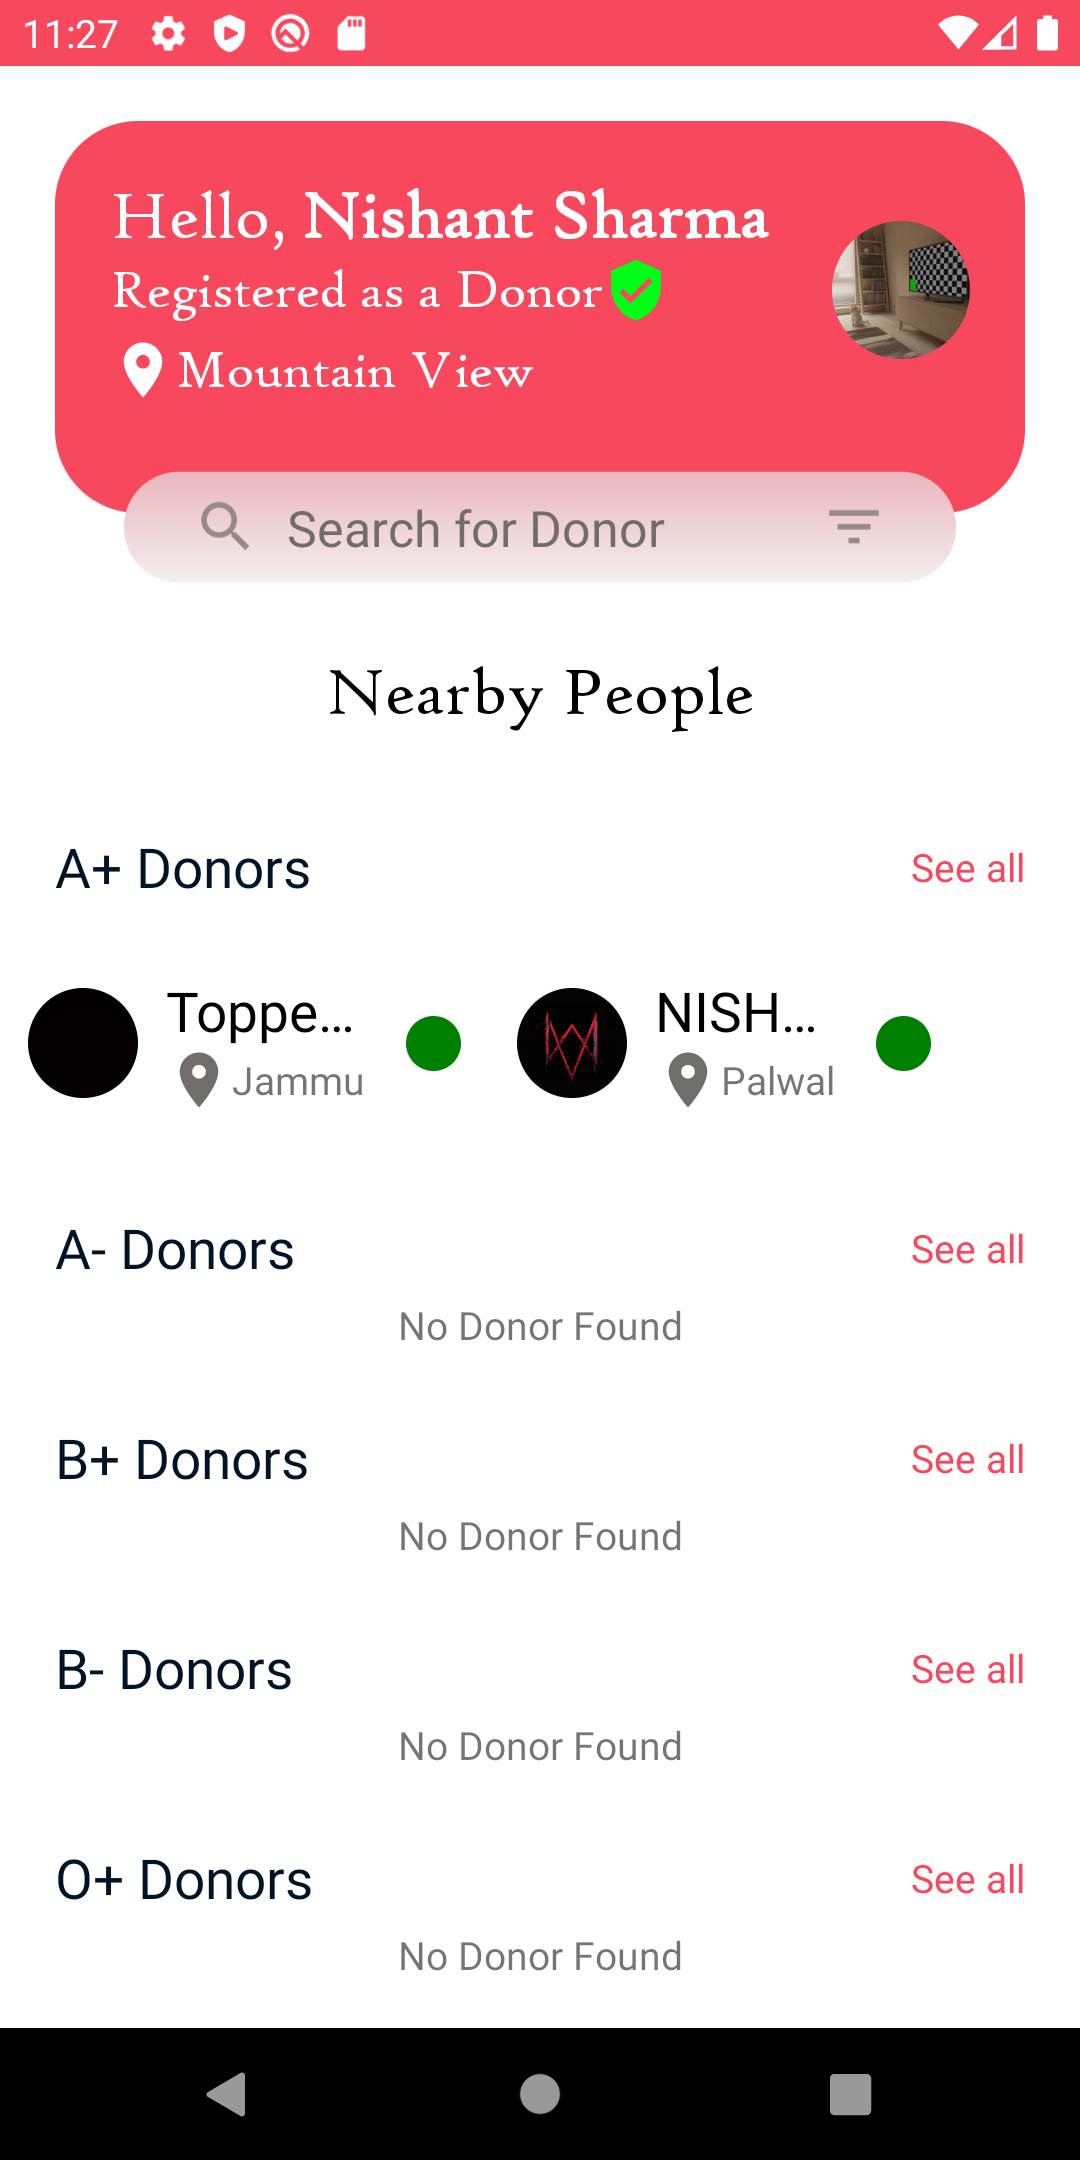 11:27
Hello, Nishant Sharma
Registered as a Donor
Mountain View
Search for Donor
Nearby People
A+ Donors
See all
Toppe...
Jammu
NISH...
Palwal
A- Donors
See all
No Donor Found
B+ Donors
See all
No Donor Found
B- Donors
See all
No Donor Found
O+ Donors
See all
No Donor Found